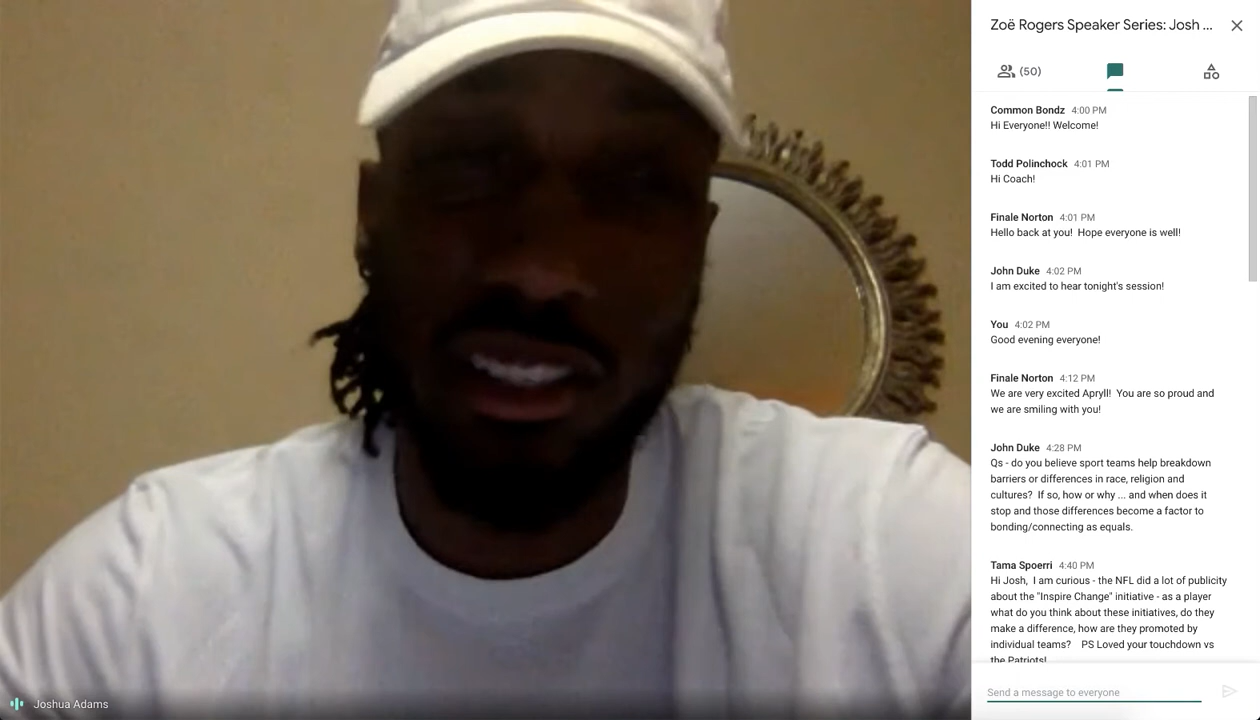 Zoë Rogers Speaker Series: Josh ...
(50)
Common Bondz 4:00 PM
Hi Everyone!! Welcome!
Todd Polinchock 4:01 PM
Hi Coach!
Finale Norton 4:01 PM
Hello back at you! Hope everyone is well!
John Duke 4:02 PM
I am excited to hear tonight's session!
You 4:02 PM
Good evening everyone!
Finale Norton 4:12 PM
We are very excited Apryll! You are so proud and
we are smiling with you!
John Duke 4:28 PM
Qs - do you believe sport teams help breakdown
barriers or differences in race, religion and
cultures? If so, how or why ... and when does it
stop and those differences become a factor to
bonding/connecting as equals.
Tama Spoerri 4:40 PM
Hi Josh, I am curious - the NFL did a lot of publicity
about the "Inspire Change" initiative - as a player
what do you think about these initiatives, do they
make a difference, how are they promoted by
individual teams? PS Loved your touchdown vs
the Patriots!
Send a message to everyone
Joshua Adams